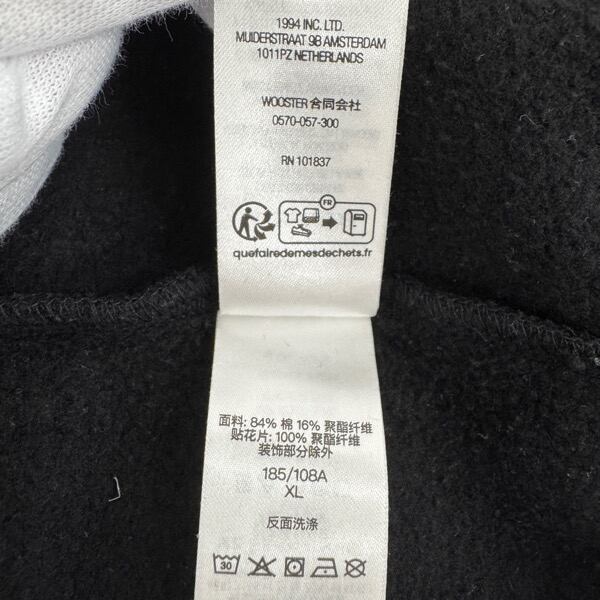 1994 INC. LTD.
MUIDERSTRAAT 9B AMSTERDAM
1011PZ NETHERLANDS
WOOSTER 合同会社
0570-057-300
RN 101837
FR
quefairedemesdechets.fr
面料: 84% 棉 16% 聚酯纤维
贴花片: 100% 聚酯纤维
装饰部分除外
185/108A
XL
反面洗涤
30